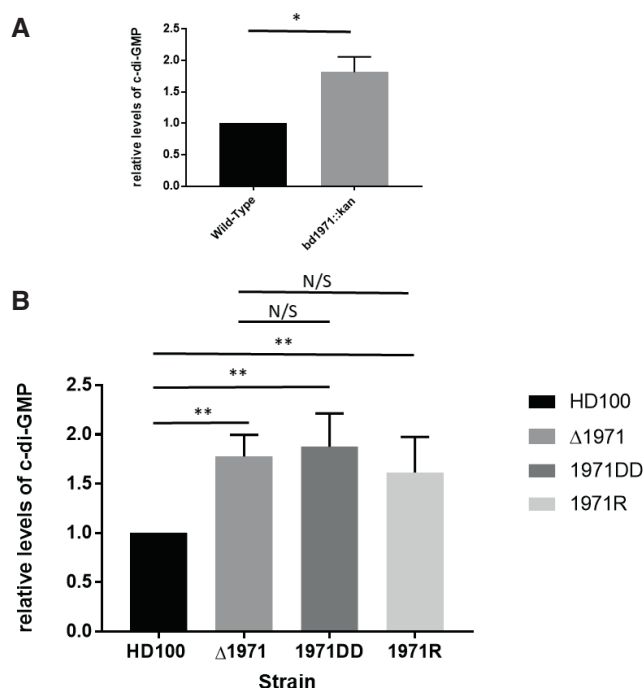 A
relative levels of c-di-GMP
2.5
2.0
1.5
1.0
0.5
0.0
*
Wild-Type
bd1971::kan
B
N/S
N/S
**
**
**
relative levels of c-di-GMP
2.5
2.0
1.5
1.0
0.5
0.0
HD100 Δ1971 1971DD 1971R
Strain
HD100
Δ1971
1971DD
1971R